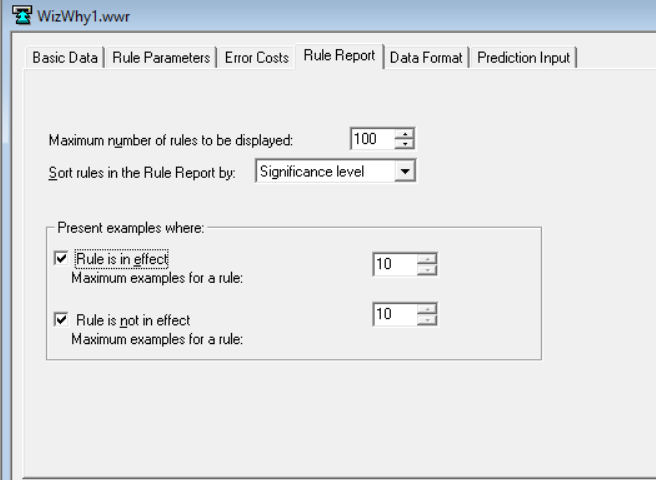 WizWhy1.wwr
Basic Data Rule Parameters Error Costs Rule Report Data Format Prediction Input
Maximum number of rules to be displayed: 100
Sort rules in the Rule Report by: Significance level
Present examples where:
Rule is in effect
Maximum examples for a rule: 10
Rule is not in effect
Maximum examples for a rule: 10